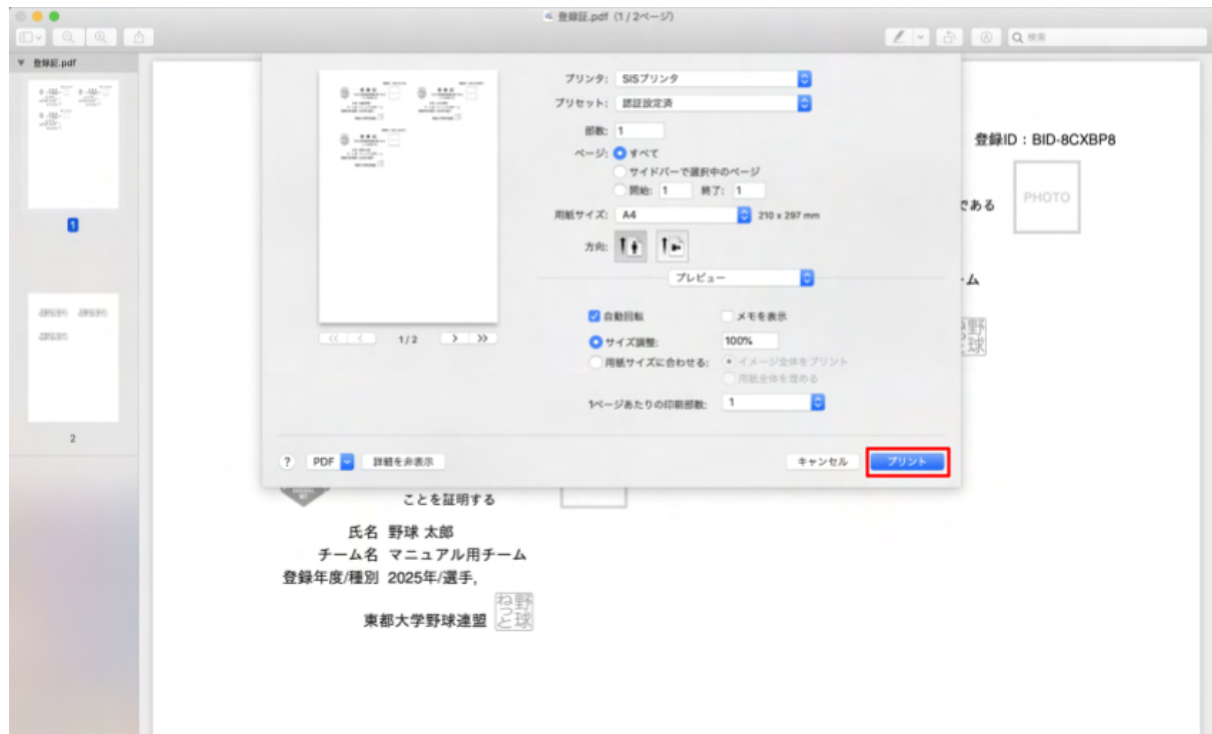 登録証.pdf (1 / 2ページ)
検索
登録証.pdf
1
2
プリンタ: SISプリンタ
プリセット: 認証設定済
部数: 1
ページ: すべて
サイドバーで選択中のページ
開始: 1 終了: 1
用紙サイズ: A4 210 x 297 mm
方向:
プレビュー
自動回転 メモを表示
サイズ調整: 100%
用紙サイズに合わせる: イメージ全体をプリント
用紙全体を埋める
1ページあたりの印刷部数: 1
1/2
? PDF 詳細を非表示 キャンセル プリント
登録ID：BID-8CXBP8
である
PHOTO
ーム
ことを証明する
氏名 野球 太郎
チーム名 マニュアル用チーム
登録年度/種別 2025年/選手,
東都大学野球連盟
野球ねっと